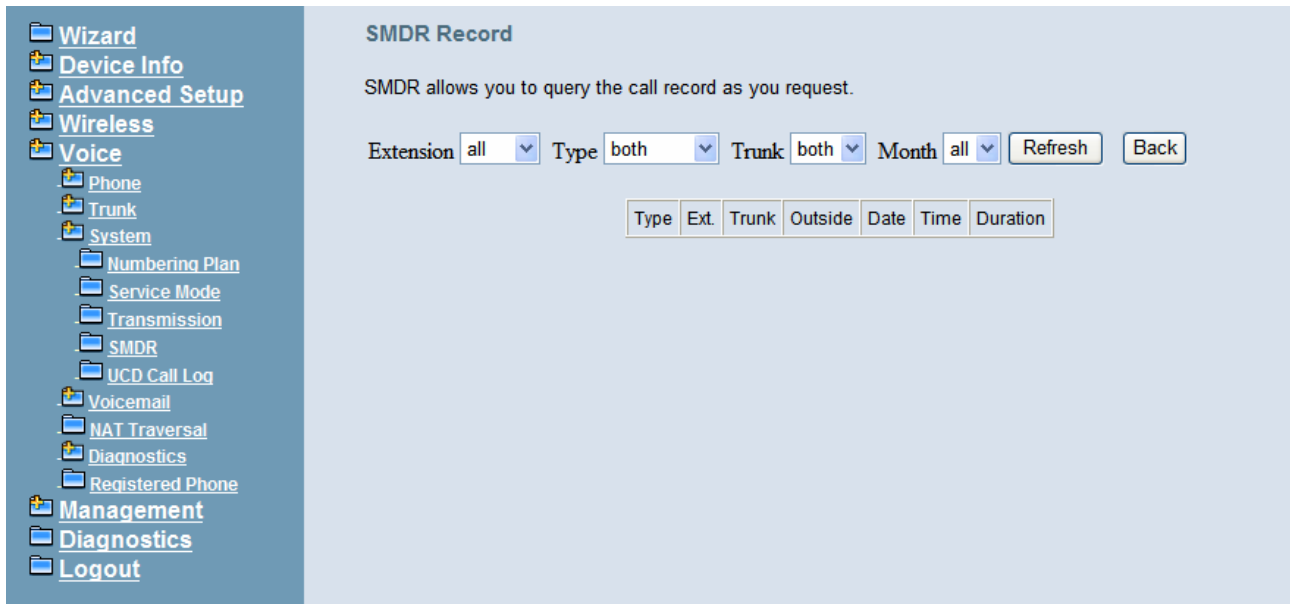 Wizard
Device Info
Advanced Setup
Wireless
Voice
Phone
Trunk
System
Numbering Plan
Service Mode
Transmission
SMDR
UCD Call Log
Voicemail
NAT Traversal
Diagnostics
Registered Phone
Management
Diagnostics
Logout
SMDR Record
SMDR allows you to query the call record as you request.
Extension all Type both Trunk both Month all Refresh Back
Type Ext. Trunk Outside Date Time Duration